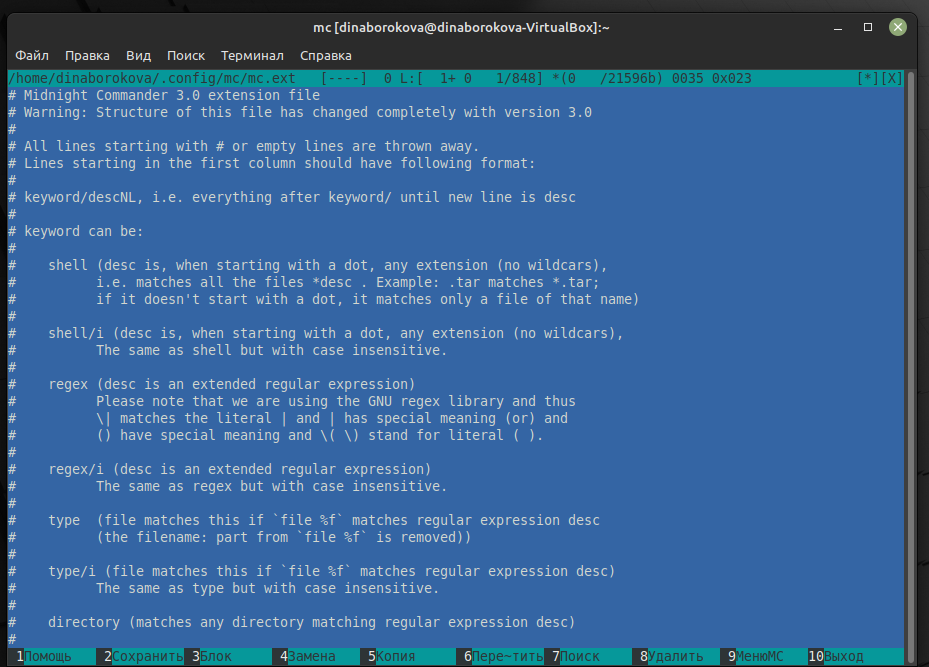 mc [dinaborokova@dinaborokova-VirtualBox]:~
Файл Правка Вид Поиск Терминал Справка
/home/dinaborokova/.config/mc/mc.ext [----] 0 L:[ 1+ 0 1/848] *(0 /21596b) 0035 0x023 [*][X]
# Midnight Commander 3.0 extension file
# Warning: Structure of this file has changed completely with version 3.0
#
# All lines starting with # or empty lines are thrown away.
# Lines starting in the first column should have following format:
#
# keyword/descNL, i.e. everything after keyword/ until new line is desc
#
# keyword can be:
#
# shell (desc is, when starting with a dot, any extension (no wildcars),
# i.e. matches all the files *desc . Example: .tar matches *.tar;
# if it doesn't start with a dot, it matches only a file of that name)
#
# shell/i (desc is, when starting with a dot, any extension (no wildcars),
# The same as shell but with case insensitive.
#
# regex (desc is an extended regular expression)
# Please note that we are using the GNU regex library and thus
# \| matches the literal | and | has special meaning (or) and
# () have special meaning and \( \) stand for literal ( ).
#
# regex/i (desc is an extended regular expression)
# The same as regex but with case insensitive.
#
# type (file matches this if `file %f` matches regular expression desc
# (the filename: part from `file %f` is removed))
#
# type/i (file matches this if `file %f` matches regular expression desc)
# The same as type but with case insensitive.
#
# directory (matches any directory matching regular expression desc)
#
1Помощь 2Сохранить 3Блок 4Замена 5Копия 6Пере~тить 7Поиск 8Удалить 9МенюMC 10Выход